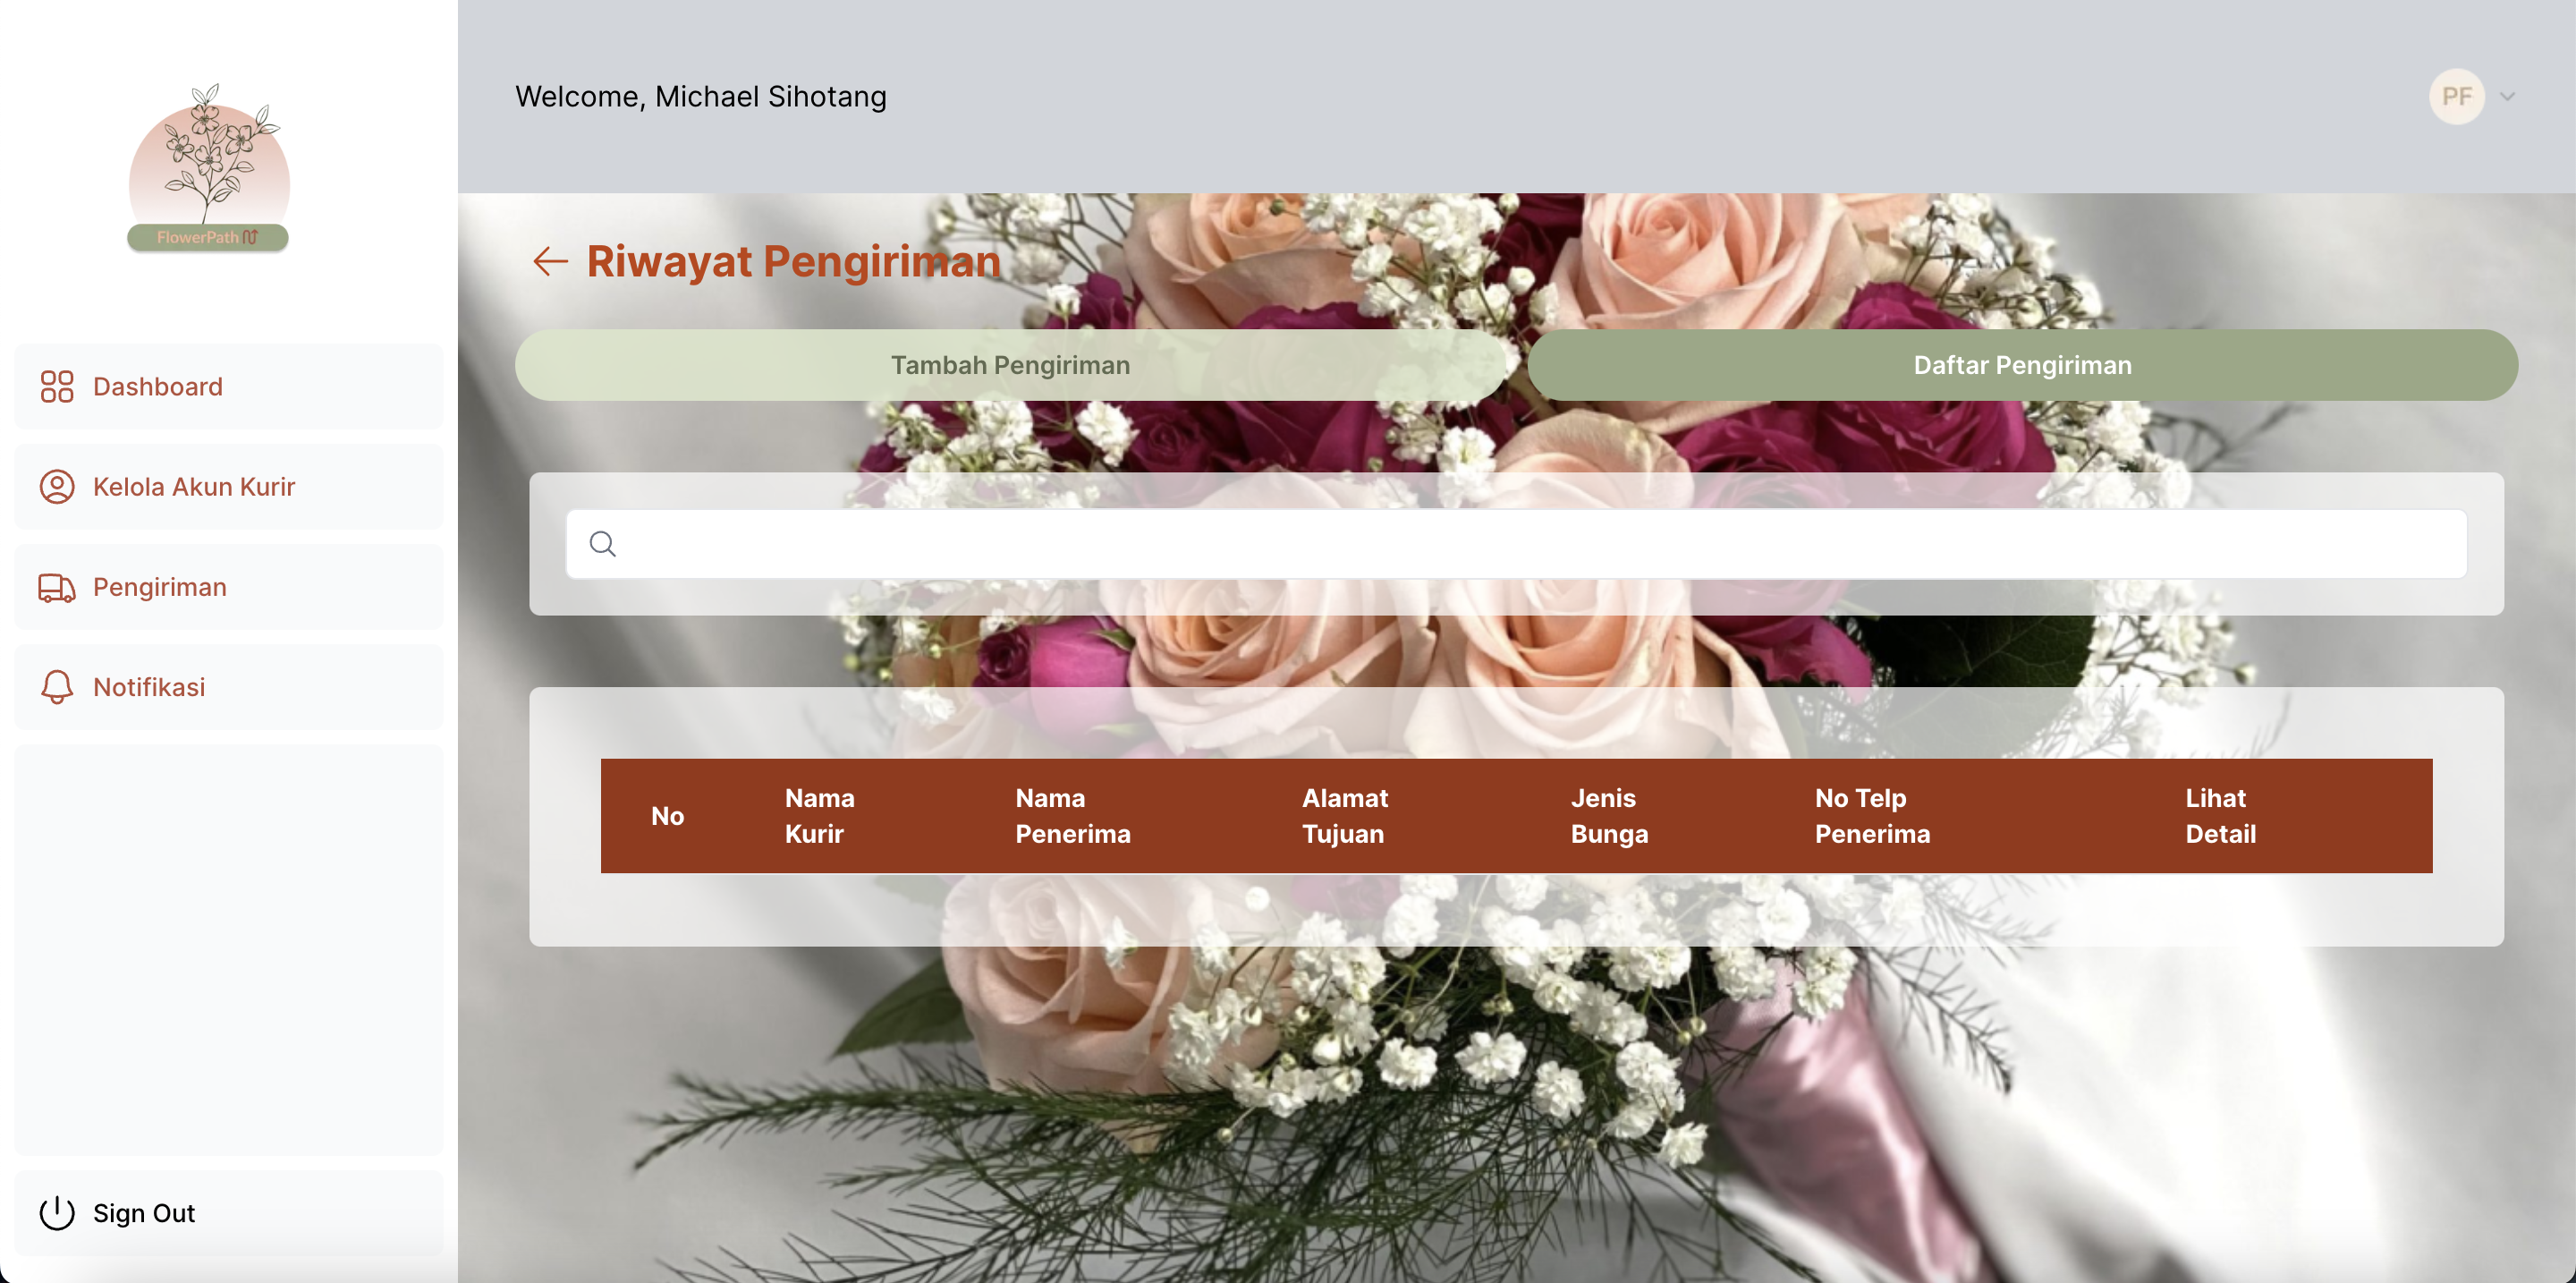 FlowerPath
Dashboard
Kelola Akun Kurir
Pengiriman
Notifikasi
Sign Out
Welcome, Michael Sihotang
PF
Riwayat Pengiriman
Tambah Pengiriman
Daftar Pengiriman
No
Nama
Kurir
Nama
Penerima
Alamat
Tujuan
Jenis
Bunga
No Telp
Penerima
Lihat
Detail